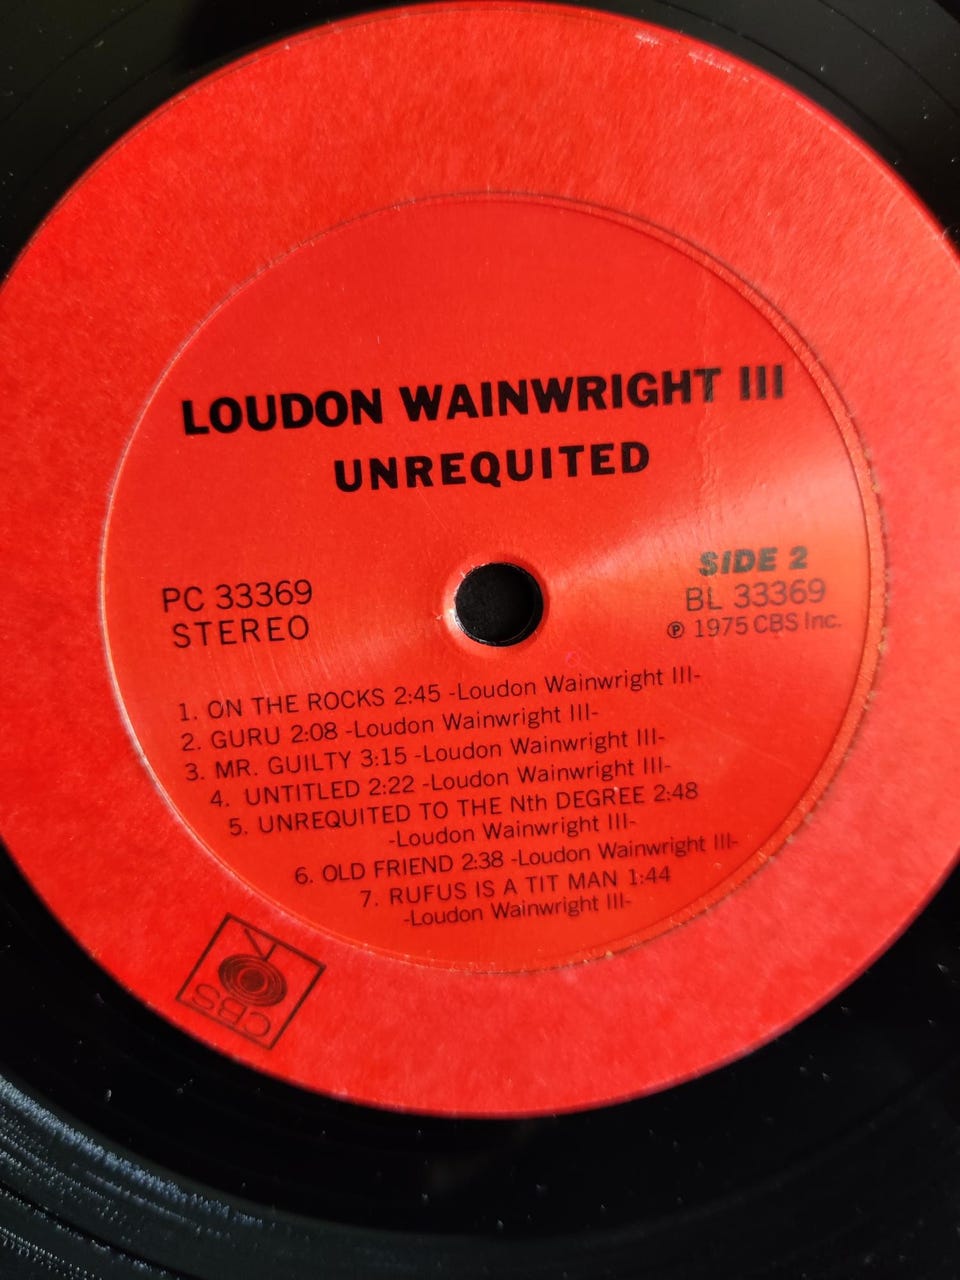 LOUDON WAINWRIGHT III
UNREQUITED
PC 33369
STEREO
SIDE 2
BL 33369
℗ 1975 CBS Inc.
1. ON THE ROCKS 2:45 -Loudon Wainwright III-
2. GURU 2:08 -Loudon Wainwright III-
3. MR. GUILTY 3:15 -Loudon Wainwright III-
4. UNTITLED 2:22 -Loudon Wainwright III-
5. UNREQUITED TO THE Nth DEGREE 2:48
-Loudon Wainwright III-
6. OLD FRIEND 2:38 -Loudon Wainwright III-
7. RUFUS IS A TIT MAN 1:44
-Loudon Wainwright III-
CBS